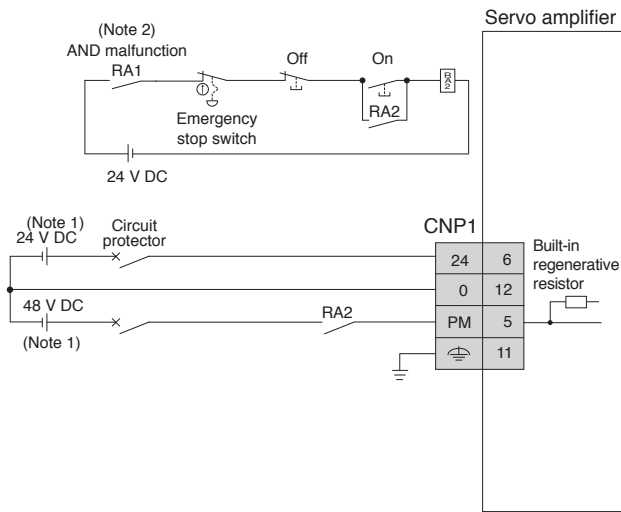 Servo amplifier
(Note 2)
AND malfunction
RA1
Off
On
RA2
RA2
Emergency
stop switch
24 V DC
(Note 1)
24 V DC
Circuit
protector
CNP1
24 6
0 12
PM 5
11
Built-in
regenerative
resistor
48 V DC
(Note 1)
RA2